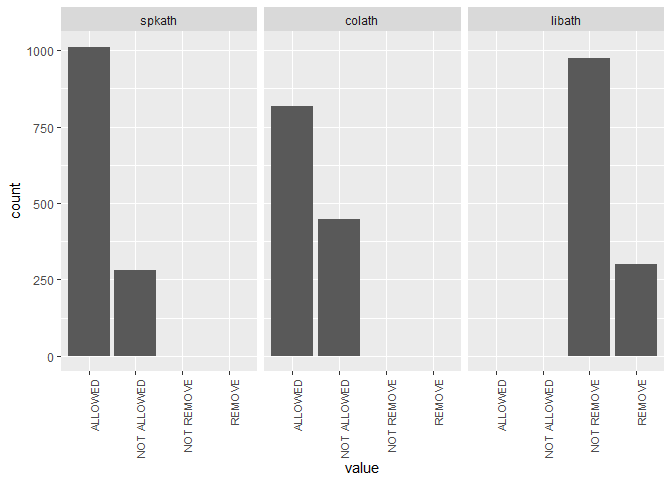 spkath colath libath
1000
750
500
250
0
count
ALLOWED NOT ALLOWED NOT REMOVE REMOVE ALLOWED NOT ALLOWED NOT REMOVE REMOVE ALLOWED NOT ALLOWED NOT REMOVE REMOVE
value